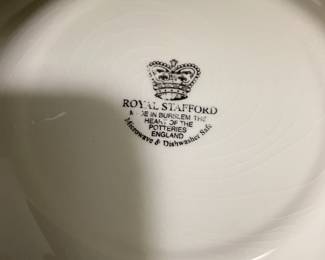 ROYAL STAFFORD
MADE IN BURSLEM THE
HEART OF THE
POTTERIES
ENGLAND
Microwave & Dishwasher Safe